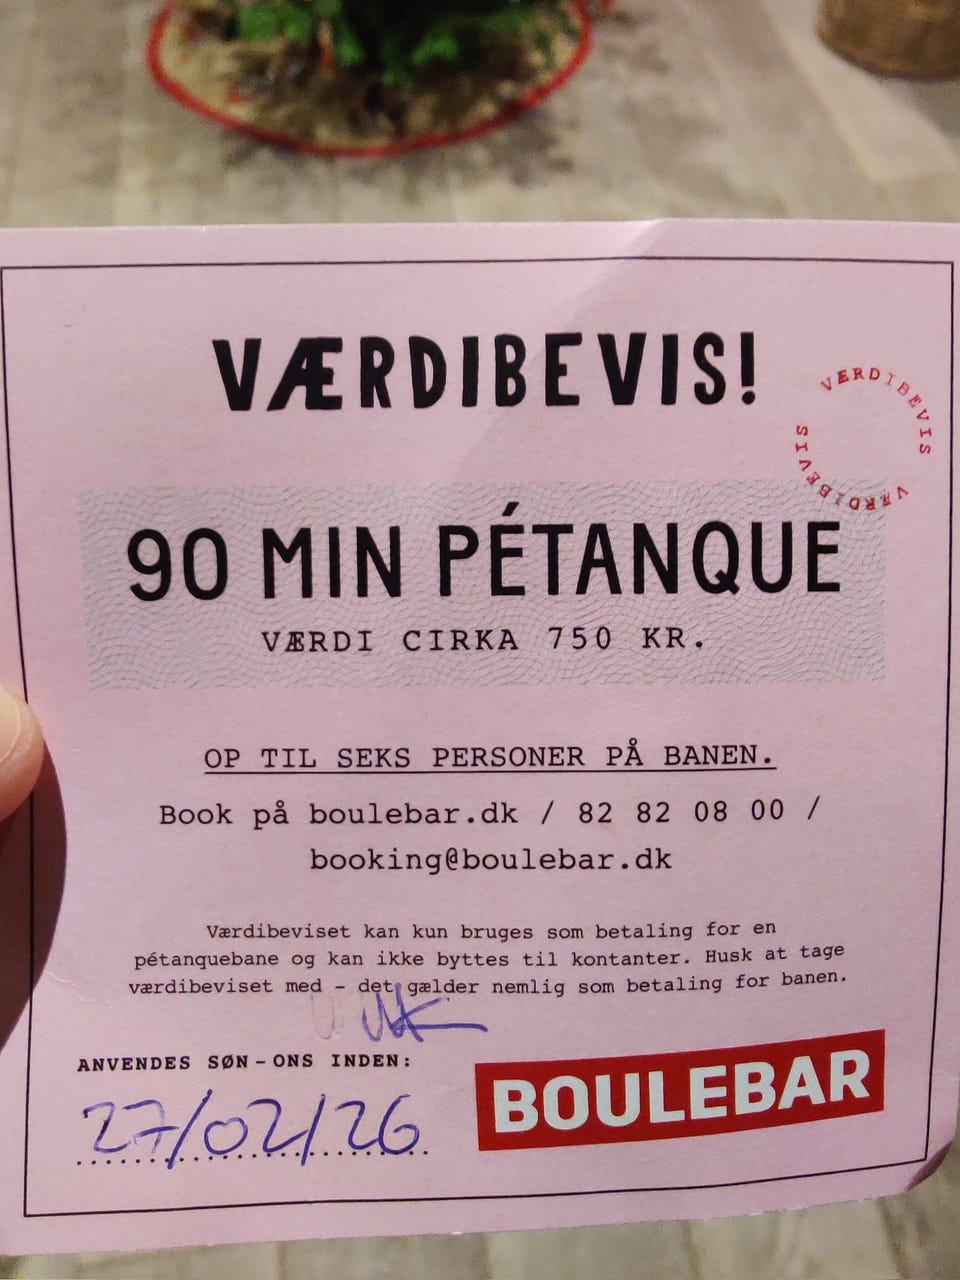 VÆRDIBEVIS!
VÆRDIBEVIS VÆRDIBEVIS VÆRDIBEVIS
90 MIN PÉTANQUE
VÆRDI CIRKA 750 KR.
OP TIL SEKS PERSONER PÅ BANEN.
Book på boulebar.dk / 82 82 08 00 /
booking@boulebar.dk
Værdibeviset kan kun bruges som betaling for en
pétanquebane og kan ikke byttes til kontanter. Husk at tage
værdibeviset med – det gælder nemlig som betaling for banen.
ANVENDES SØN-ONS INDEN:
27/02/26
BOULEBAR